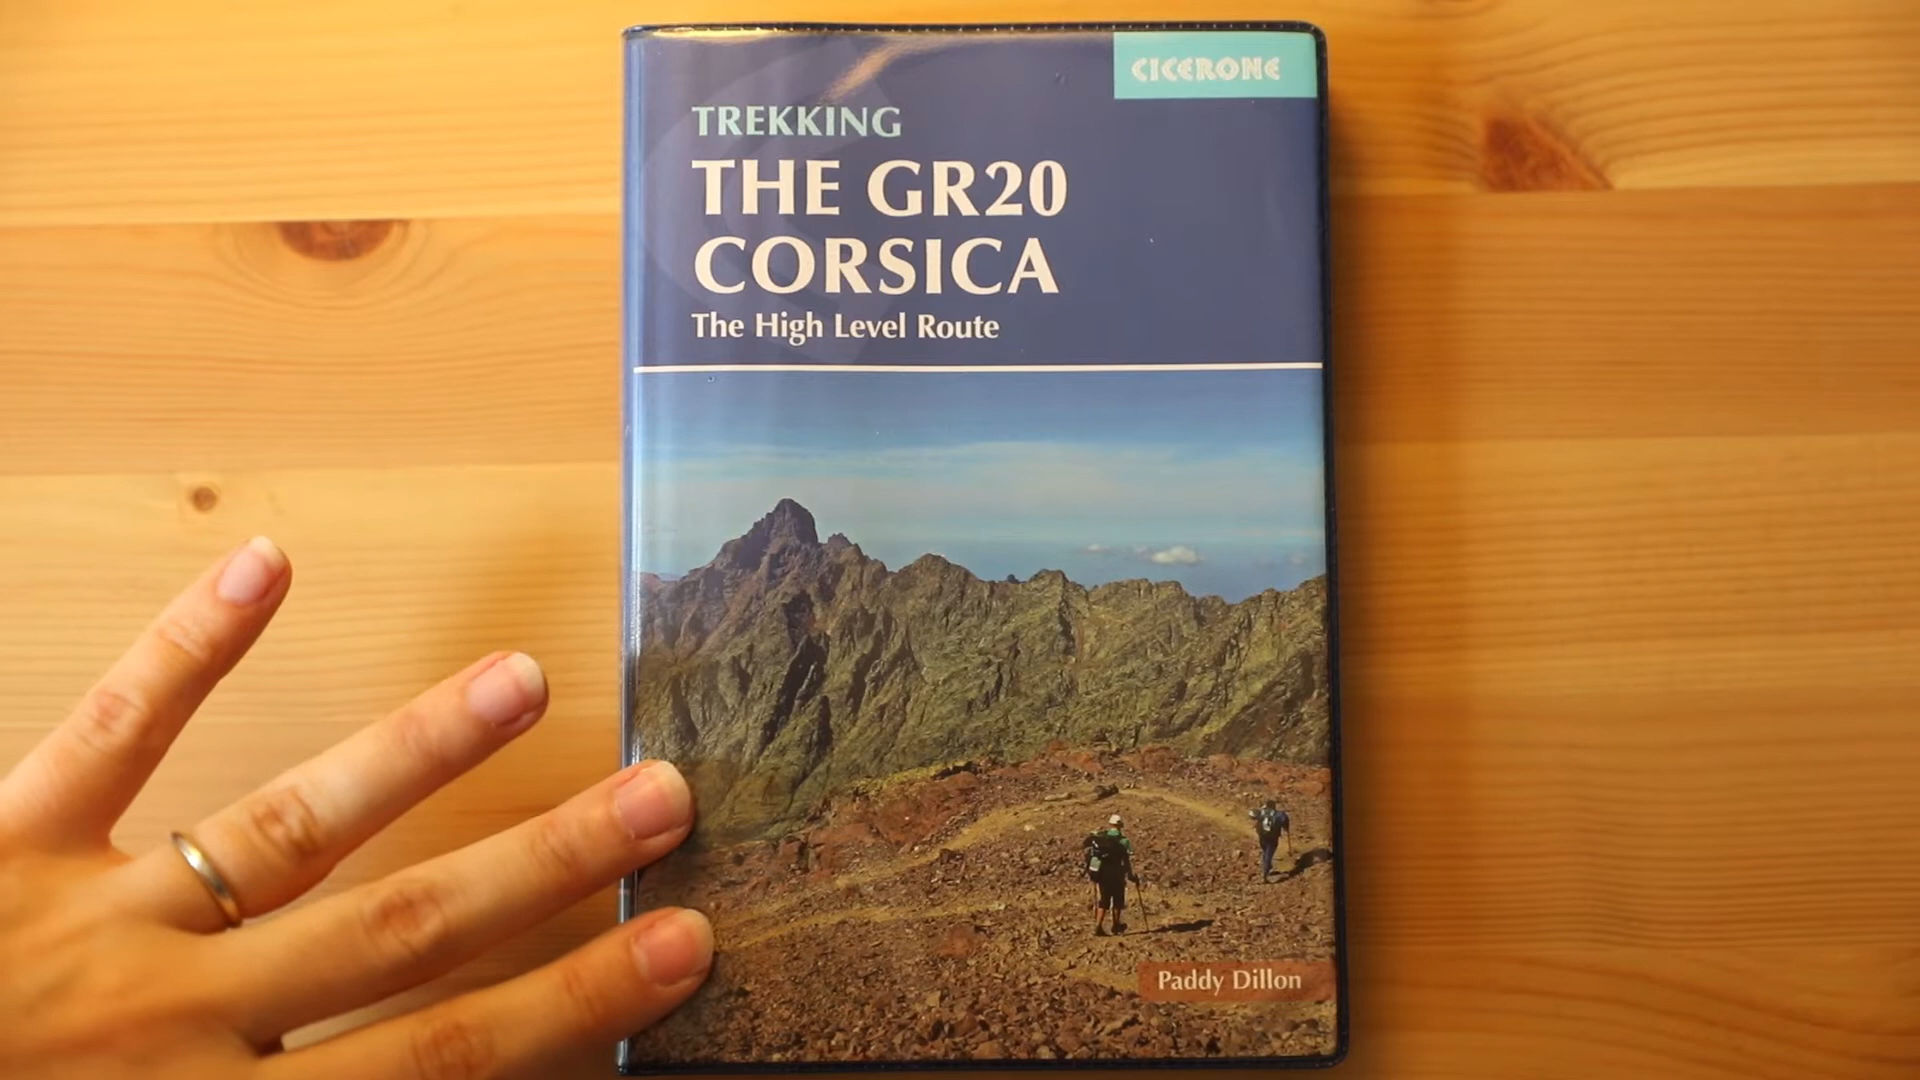 CICERONE
TREKKING
THE GR20
CORSICA
The High Level Route
Paddy Dillon